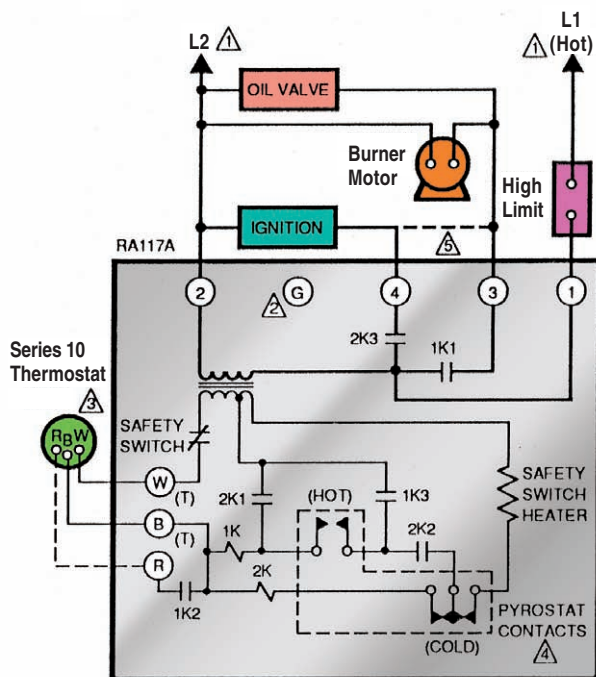 L2 1
L1
1 (Hot)
OIL VALVE
Burner
Motor
High
Limit
IGNITION
5
RA117A
2
2 G
4
3
1
2K3
1K1
Series 10
Thermostat
3
R B W
SAFETY
SWITCH
W
(T)
2K1
(HOT)
1K3
SAFETY
SWITCH
HEATER
B
(T)
1K
2K2
R
1K2
2K
PYROSTAT
CONTACTS
(COLD)
4